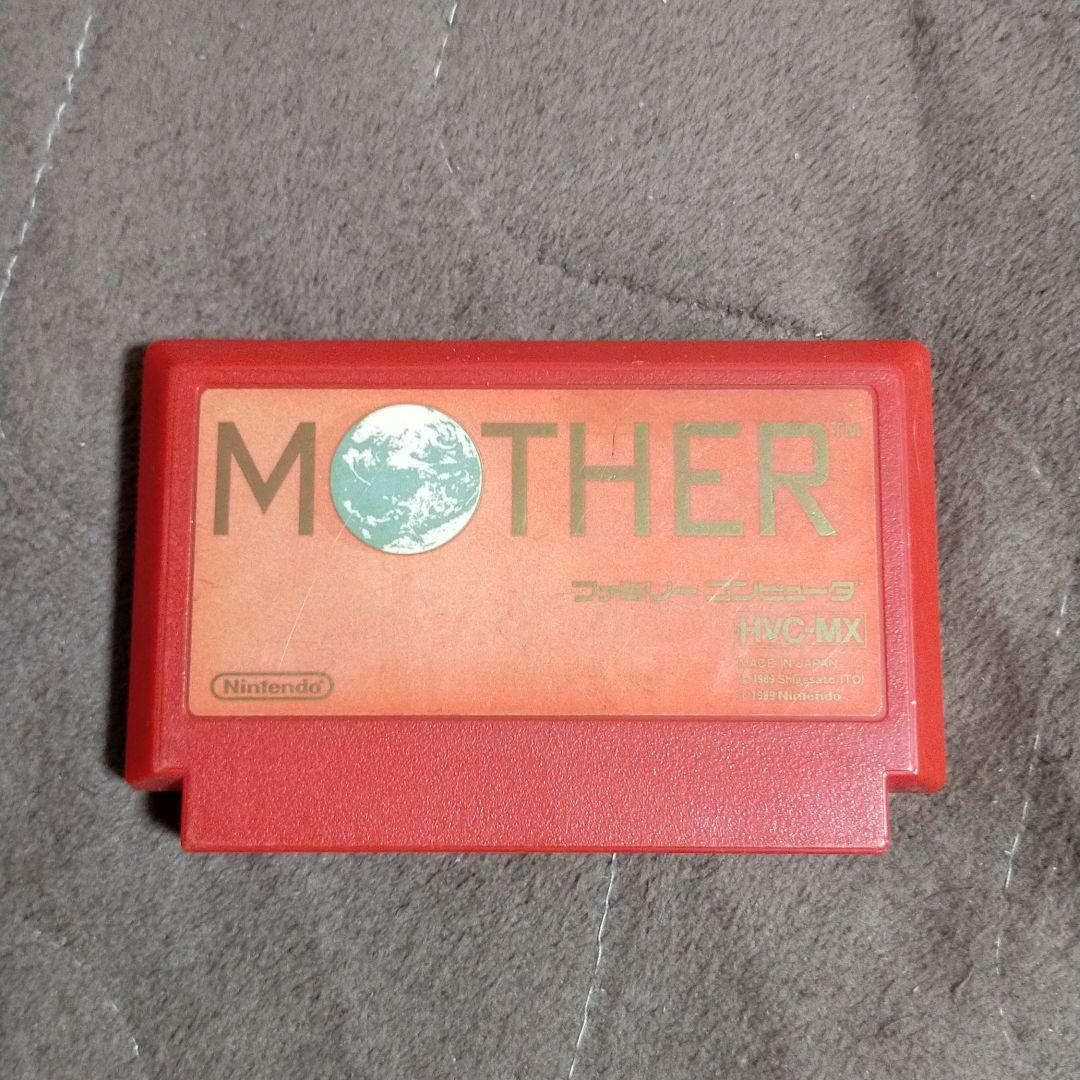 MOTHER™
ファミリー コンピュータ
HVC-MX
MADE IN JAPAN
©1989 Shigesato ITOI
©1989 Nintendo
Nintendo